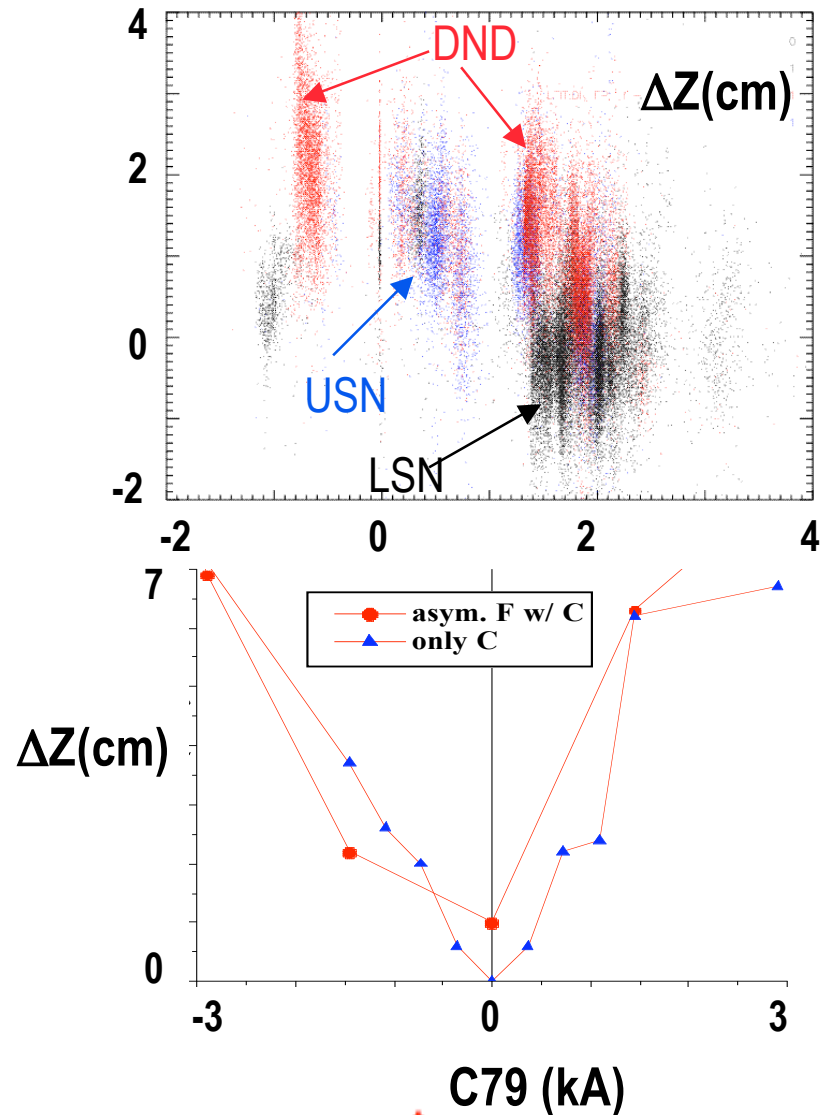 4
DND
ΔZ(cm)
2
0
USN
LSN
-2
-2 0 2 4
7
asym. F w/ C
only C
ΔZ(cm)
0
-3 0 3
C79 (kA)